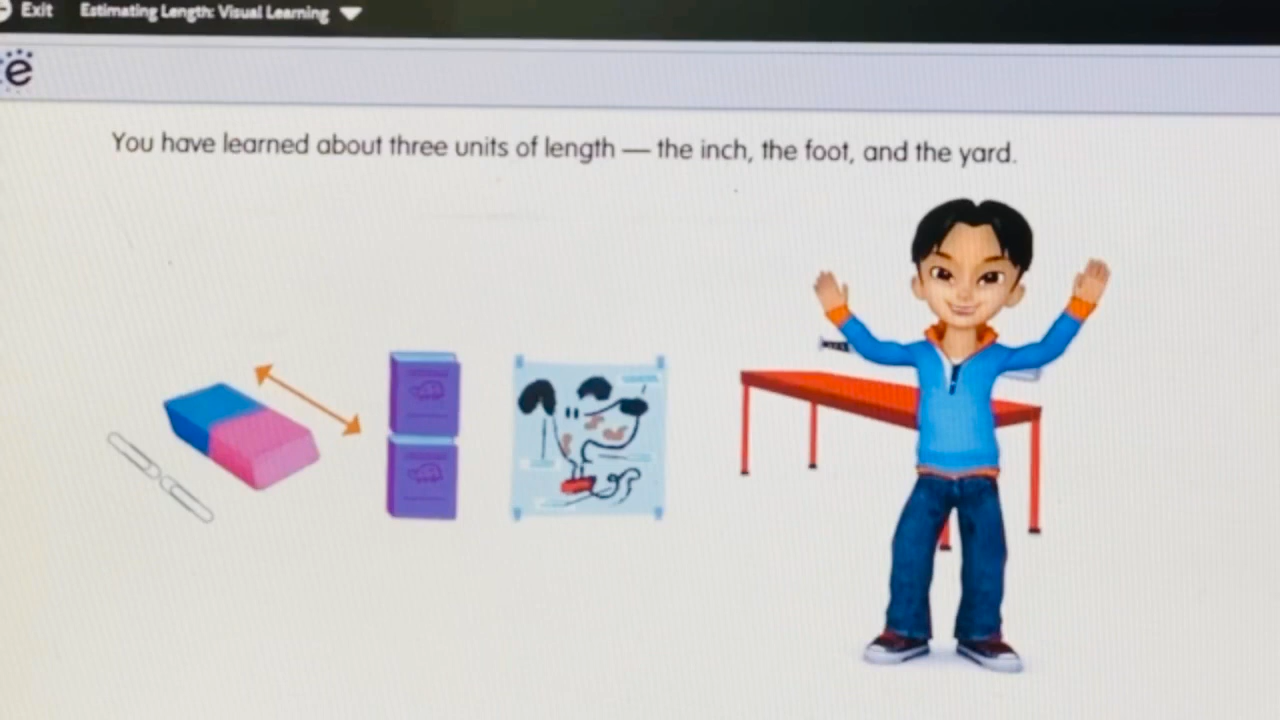 Exit
Estimating Length: Visual Learning
e
You have learned about three units of length — the inch, the foot, and the yard.